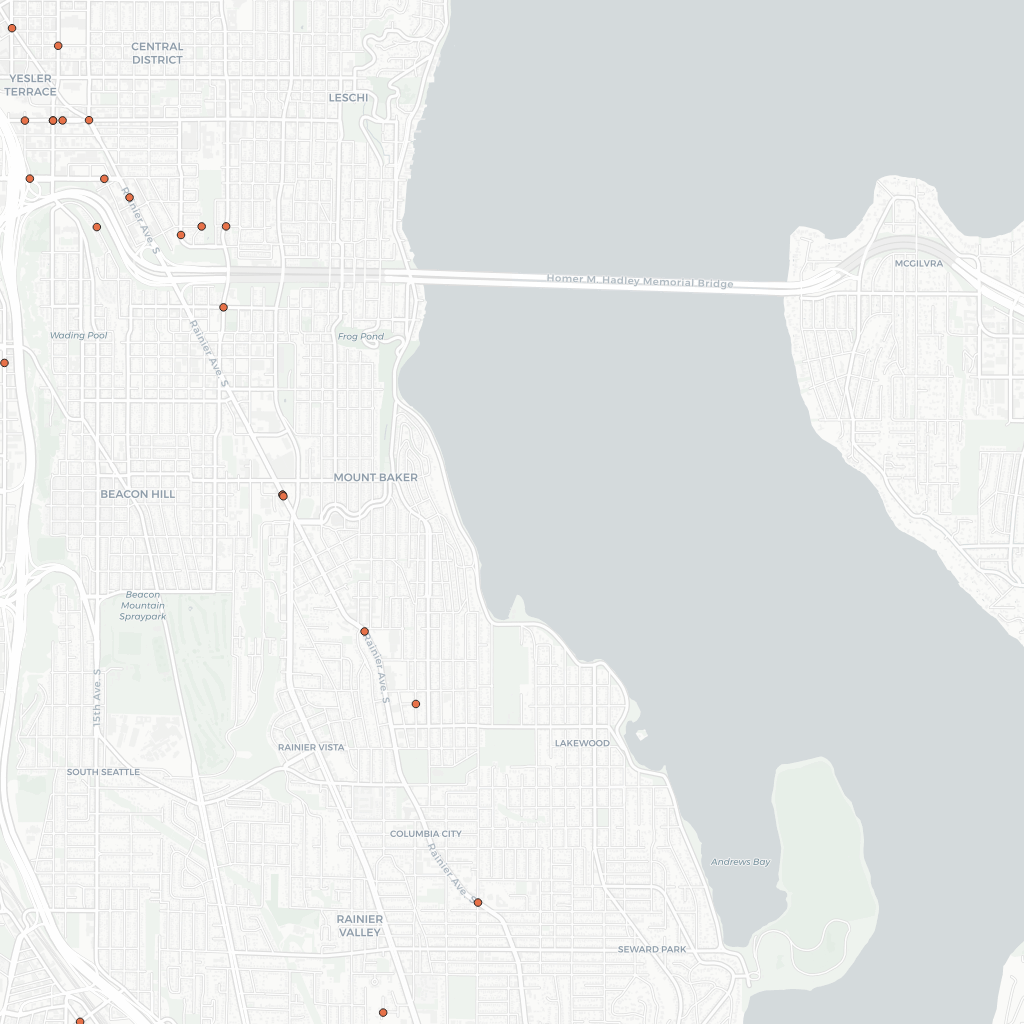 CENTRAL
DISTRICT
YESLER
TERRACE
LESCHI
Rainier Ave. S
MCGILVRA
Homer M. Hadley Memorial Bridge
Wading Pool
Frog Pond
Rainier Ave. S
MOUNT BAKER
BEACON HILL
Beacon
Mountain
Spraypark
Rainier Ave. S
15th Ave. S
RAINIER VISTA
LAKEWOOD
SOUTH SEATTLE
COLUMBIA CITY
Rainier Ave. S
Andrews Bay
RAINIER
VALLEY
SEWARD PARK